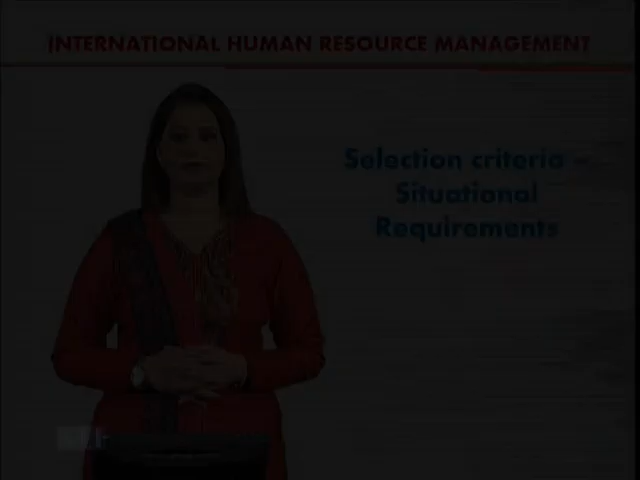 INTERNATIONAL HUMAN RESOURCE MANAGEMENT
Selection criteria –
Situational
Requirements